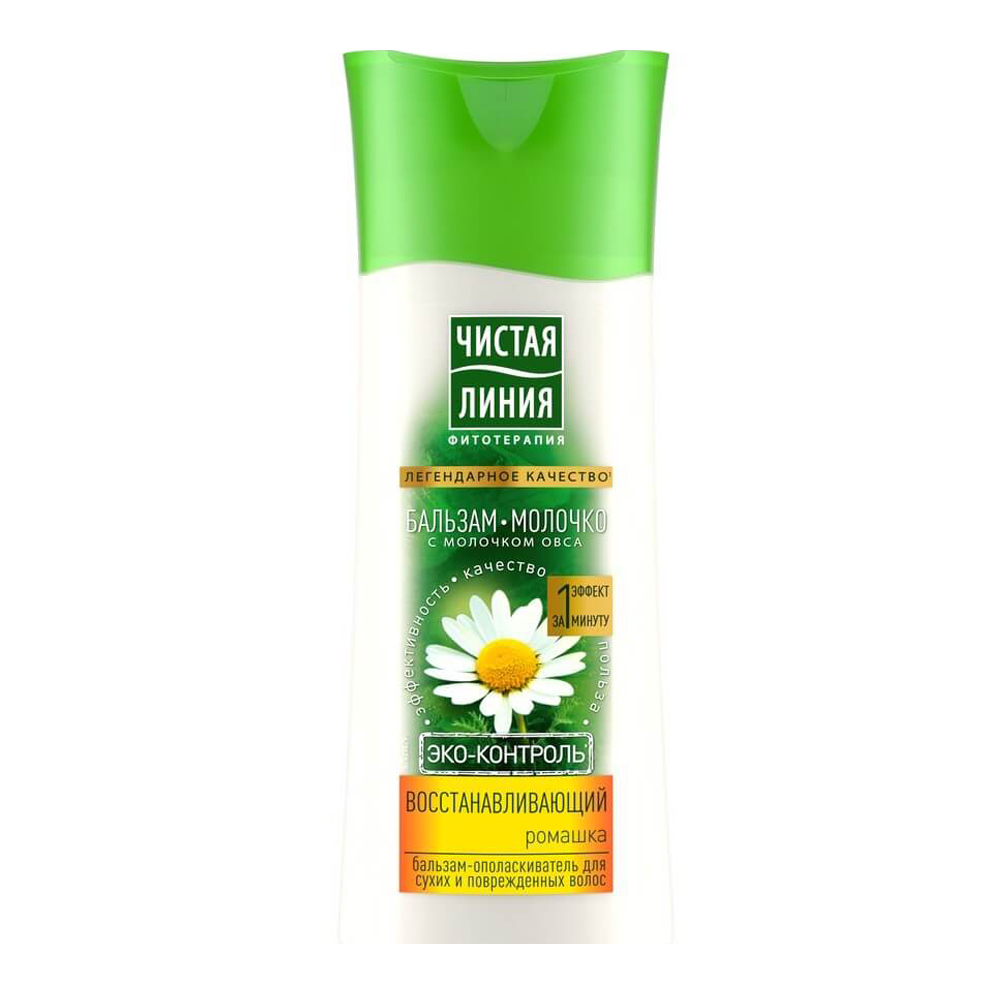 ЧИСТАЯ
ЛИНИЯ
ФИТОТЕРАПИЯ
ЛЕГЕНДАРНОЕ КАЧЕСТВО¹
БАЛЬЗАМ • МОЛОЧКО
С МОЛОЧКОМ ОВСА
• эффективность • качество • польза •
1 ЭФФЕКТ
ЗА МИНУТУ
ЭКО-КОНТРОЛЬ*
ВОССТАНАВЛИВАЮЩИЙ
ромашка
бальзам-ополаскиватель для
сухих и поврежденных волос